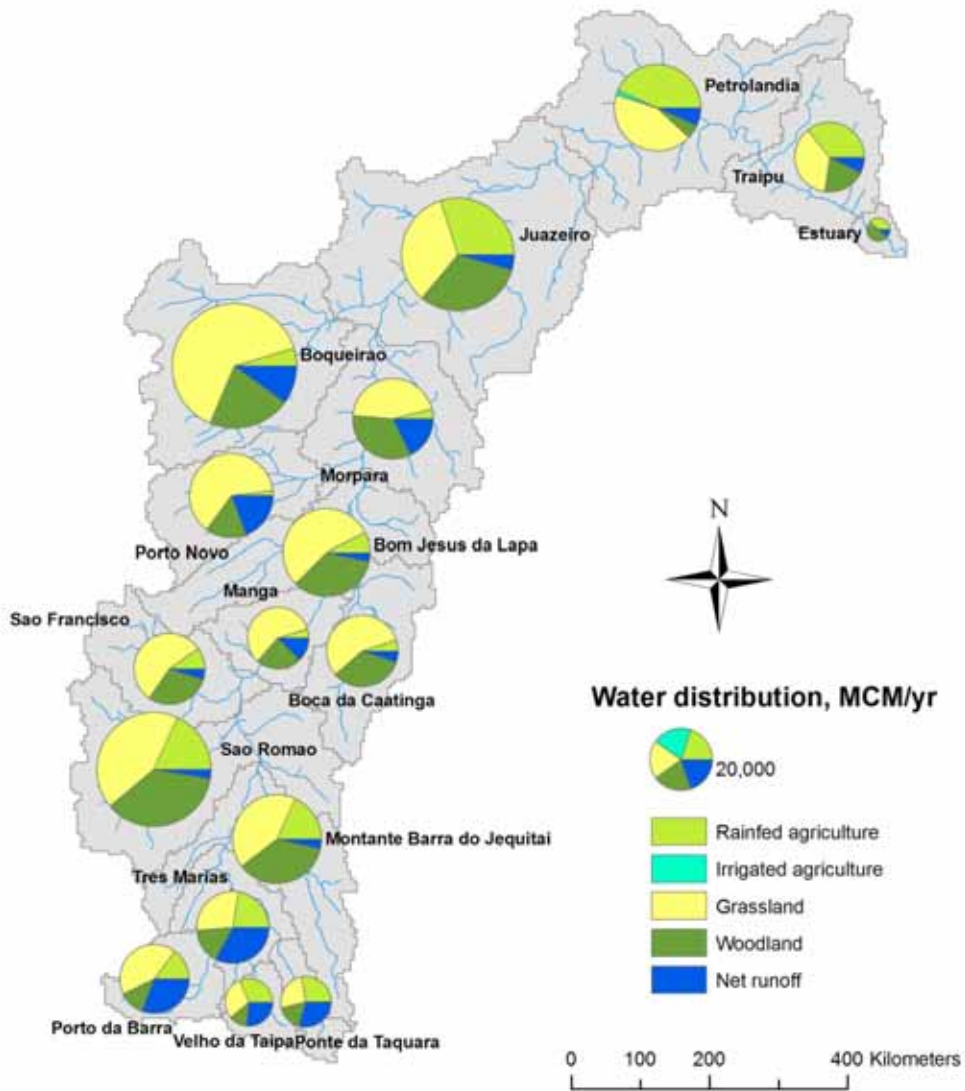 Petrolandia
Traipu
Estuary
Juazeiro
Boqueirao
Morpara
Porto Novo
Bom Jesus da Lapa
Manga
Sao Francisco
Boca da Caatinga
Sao Romao
Montante Barra do Jequitai
Tres Marias
Porto da Barra
Velho da Taipa
Ponte da Taquara
N
Water distribution, MCM/yr
20,000
Rainfed agriculture
Irrigated agriculture
Grassland
Woodland
Net runoff
0 100 200 400 Kilometers